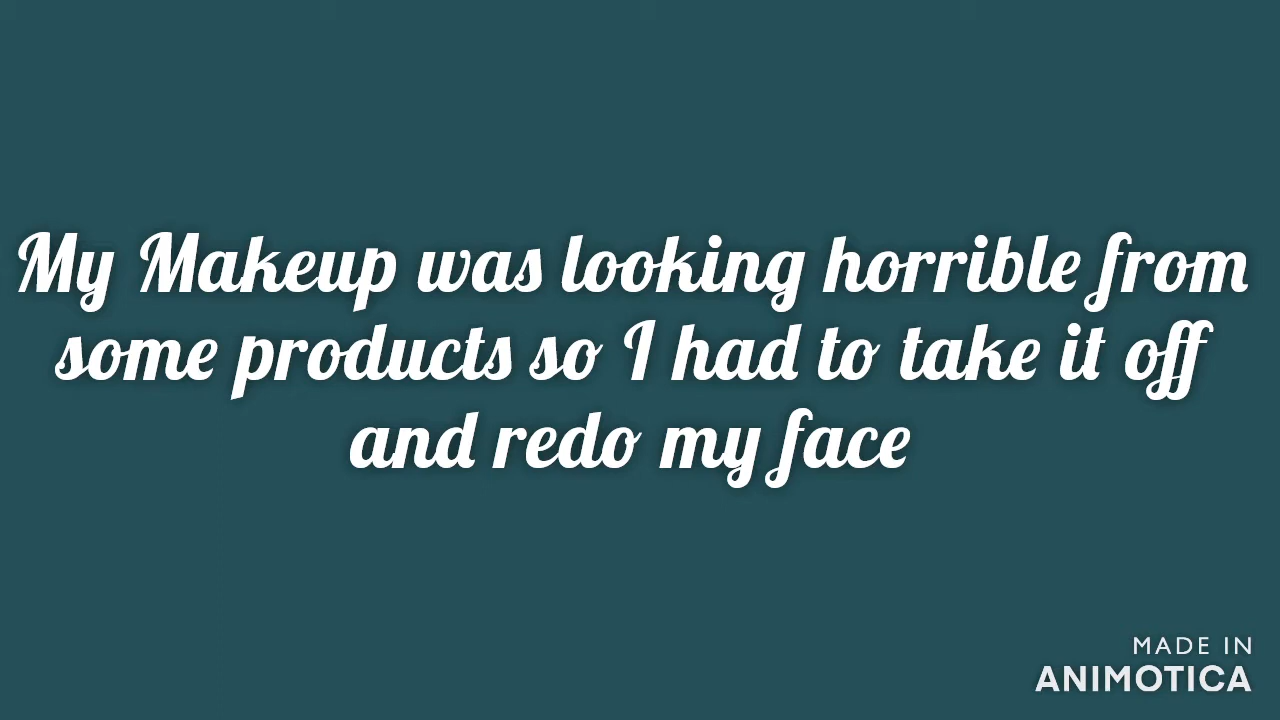 My Makeup was looking horrible from
some products so I had to take it off
and redo my face
MADE IN
ANIMOTICA